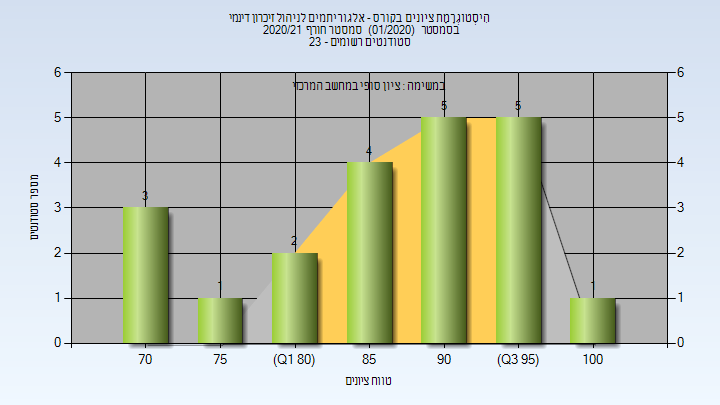 היסטוגרמת ציונים בקורס - אלגוריתמים לניהול זיכרון דינמי
בסמסטר (01/2020) סמסטר חורף 2020/21
סטודנטים רשומים - 23
במשימה : ציון סופי במחשב המרכזי
6 6
5 5
4 4
3 3
2 2
1 1
0 0
3 1 2 4 5 5 1
מספר סטודנטים
70 75 (Q1 80) 85 90 (Q3 95) 100
טווח ציונים